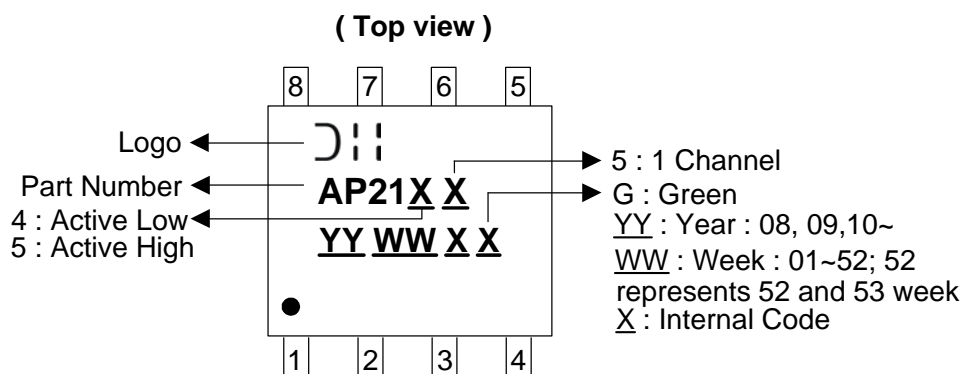 ( Top view )
8 7 6 5
Logo
Part Number
4 : Active Low
5 : Active High
AP21X X
YY WW X X
5 : 1 Channel
G : Green
YY : Year : 08, 09,10~
WW : Week : 01~52; 52
represents 52 and 53 week
X : Internal Code
1 2 3 4